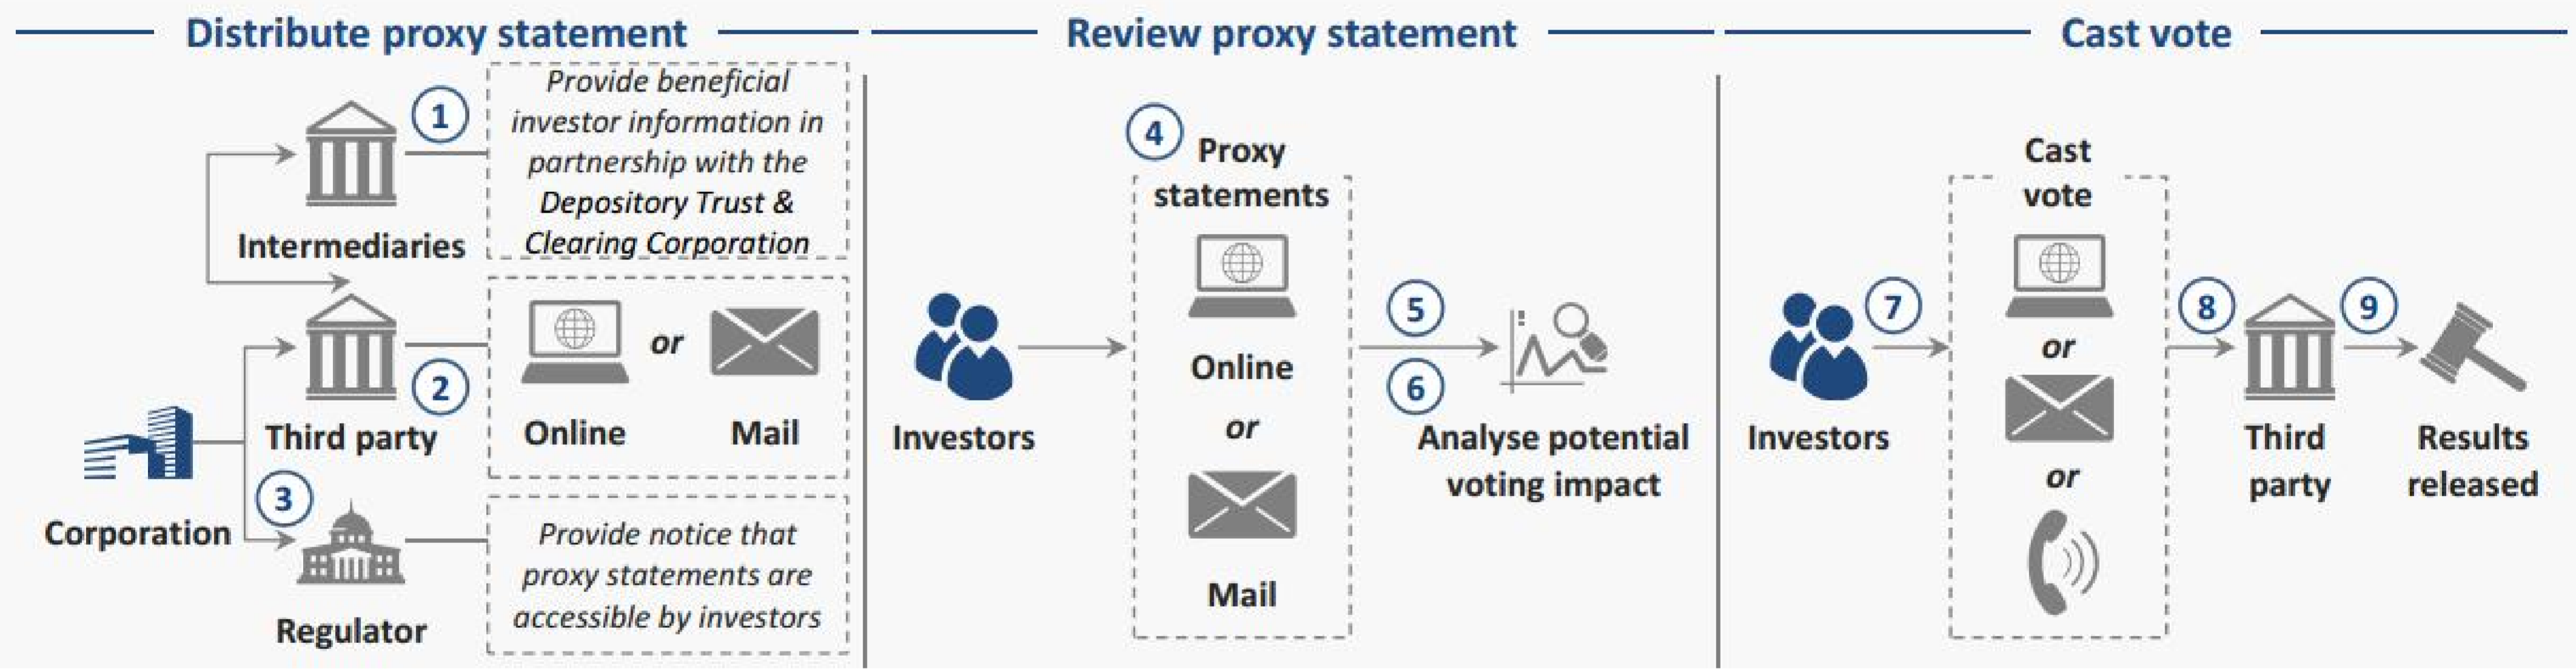 Distribute proxy statement
1
Provide beneficial
investor information in
partnership with the
Depository Trust &
Clearing Corporation
Intermediaries
2
Third party
Online
or
Mail
Corporation
3
Regulator
Provide notice that
proxy statements are
accessible by investors
Review proxy statement
Investors
4
Proxy
statements
Online
or
Mail
5
6
Analyse potential
voting impact
Cast vote
Investors
7
Cast
vote
or
or
8
Third
party
9
Results
released